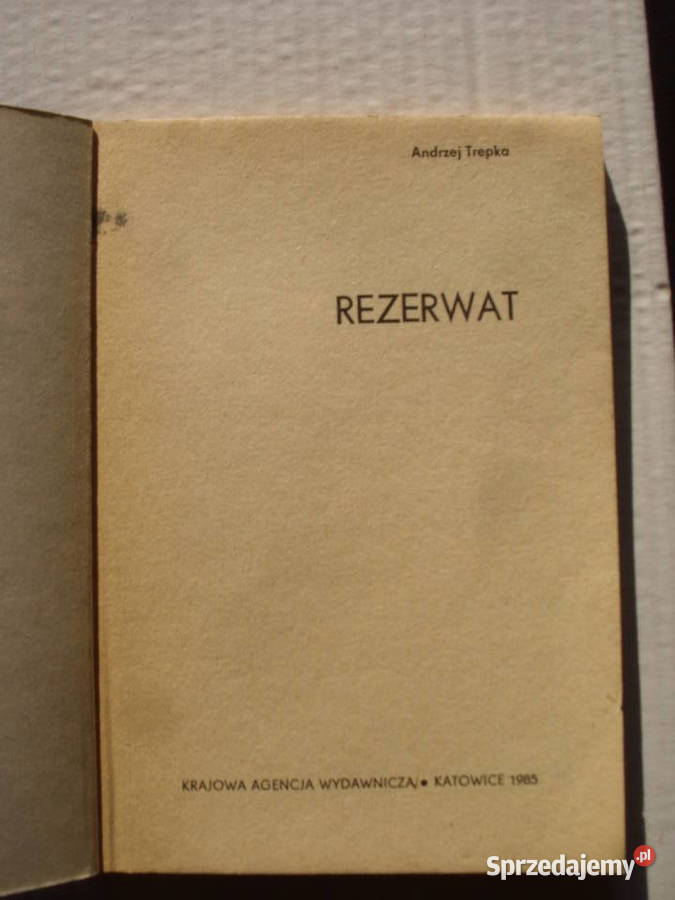 Andrzej Trepka
REZERWAT
KRAJOWA AGENCJA WYDAWNICZA ● KATOWICE 1985
Sprzedajemy.pl